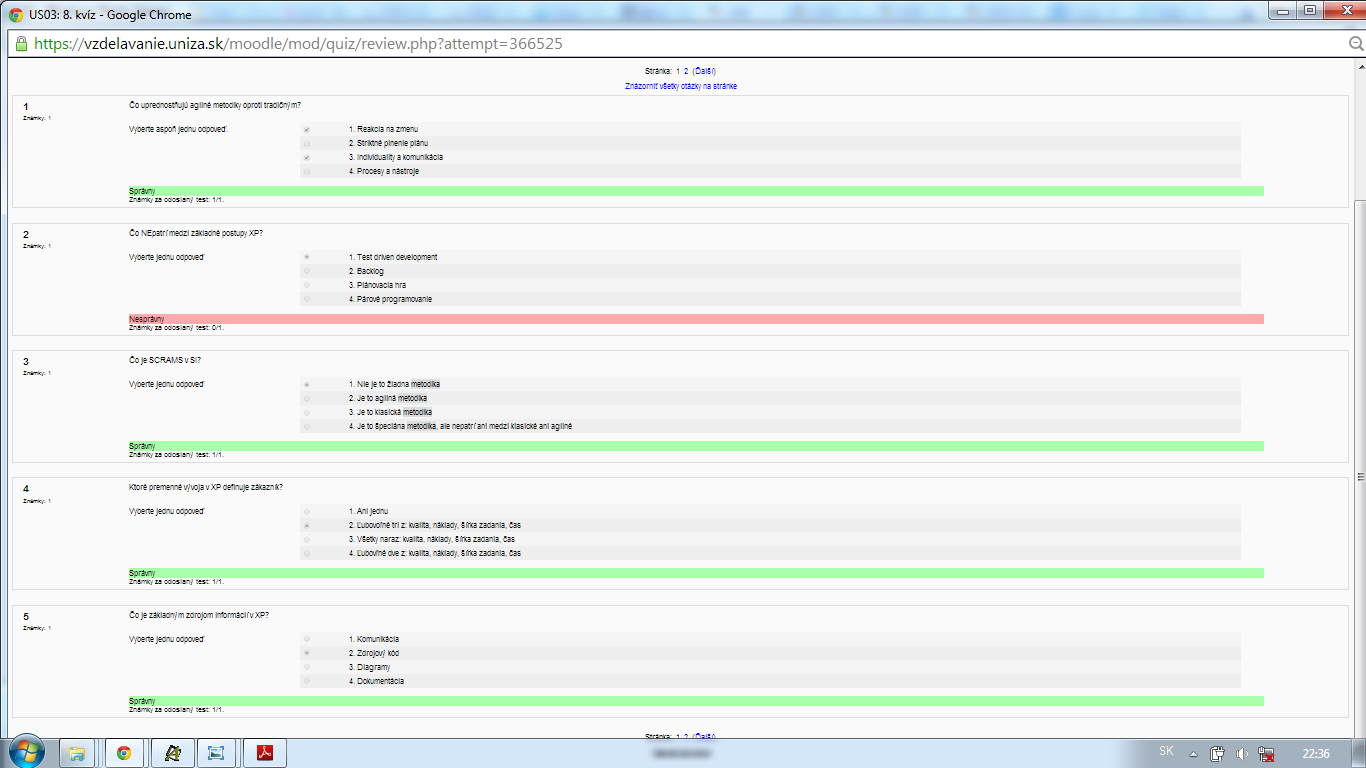 US03: 8. kvíz - Google Chrome
https://vzdelavanie.uniza.sk/moodle/mod/quiz/review.php?attempt=366525
Stránka: 1 2 (Ďalší)
Znázorniť všetky otázky na stránke
1
Známky: 1
Čo uprednostňujú agilné metodiky oproti tradičným?
Vyberte aspoň jednu odpoveď.
1. Reakcia na zmenu
2. Striktné plnenie plánu
3. Individuality a komunikácia
4. Procesy a nástroje
Správny
Známky za odoslaný test: 1/1.
2
Známky: 1
Čo NEpatrí medzi základné postupy XP?
Vyberte jednu odpoveď
1. Test driven development
2. Backlog
3. Plánovacia hra
4. Párové programovanie
Nesprávny
Známky za odoslaný test: 0/1.
3
Známky: 1
Čo je SCRAMS v SI?
Vyberte jednu odpoveď
1. Nie je to žiadna metodika
2. Je to agilná metodika
3. Je to klasická metodika
4. Je to špeciálna metodika, ale nepatrí ani medzi klasické ani agilné
Správny
Známky za odoslaný test: 1/1.
4
Známky: 1
Ktoré premenné vývoja v XP definuje zákazník?
Vyberte jednu odpoveď
1. Ani jednu
2. Ľubovoľné tri z: kvalita, náklady, šírka zadania, čas
3. Všetky naraz: kvalita, náklady, šírka zadania, čas
4. Ľubovľné dve z: kvalita, náklady, šírka zadania, čas
Správny
Známky za odoslaný test: 1/1.
5
Známky: 1
Čo je základným zdrojom informácií v XP?
Vyberte jednu odpoveď
1. Komunikácia
2. Zdrojový kód
3. Diagramy
4. Dokumentácia
Správny
Známky za odoslaný test: 1/1.
Stránka: 1 2 (Ďalší)
SK
22:36